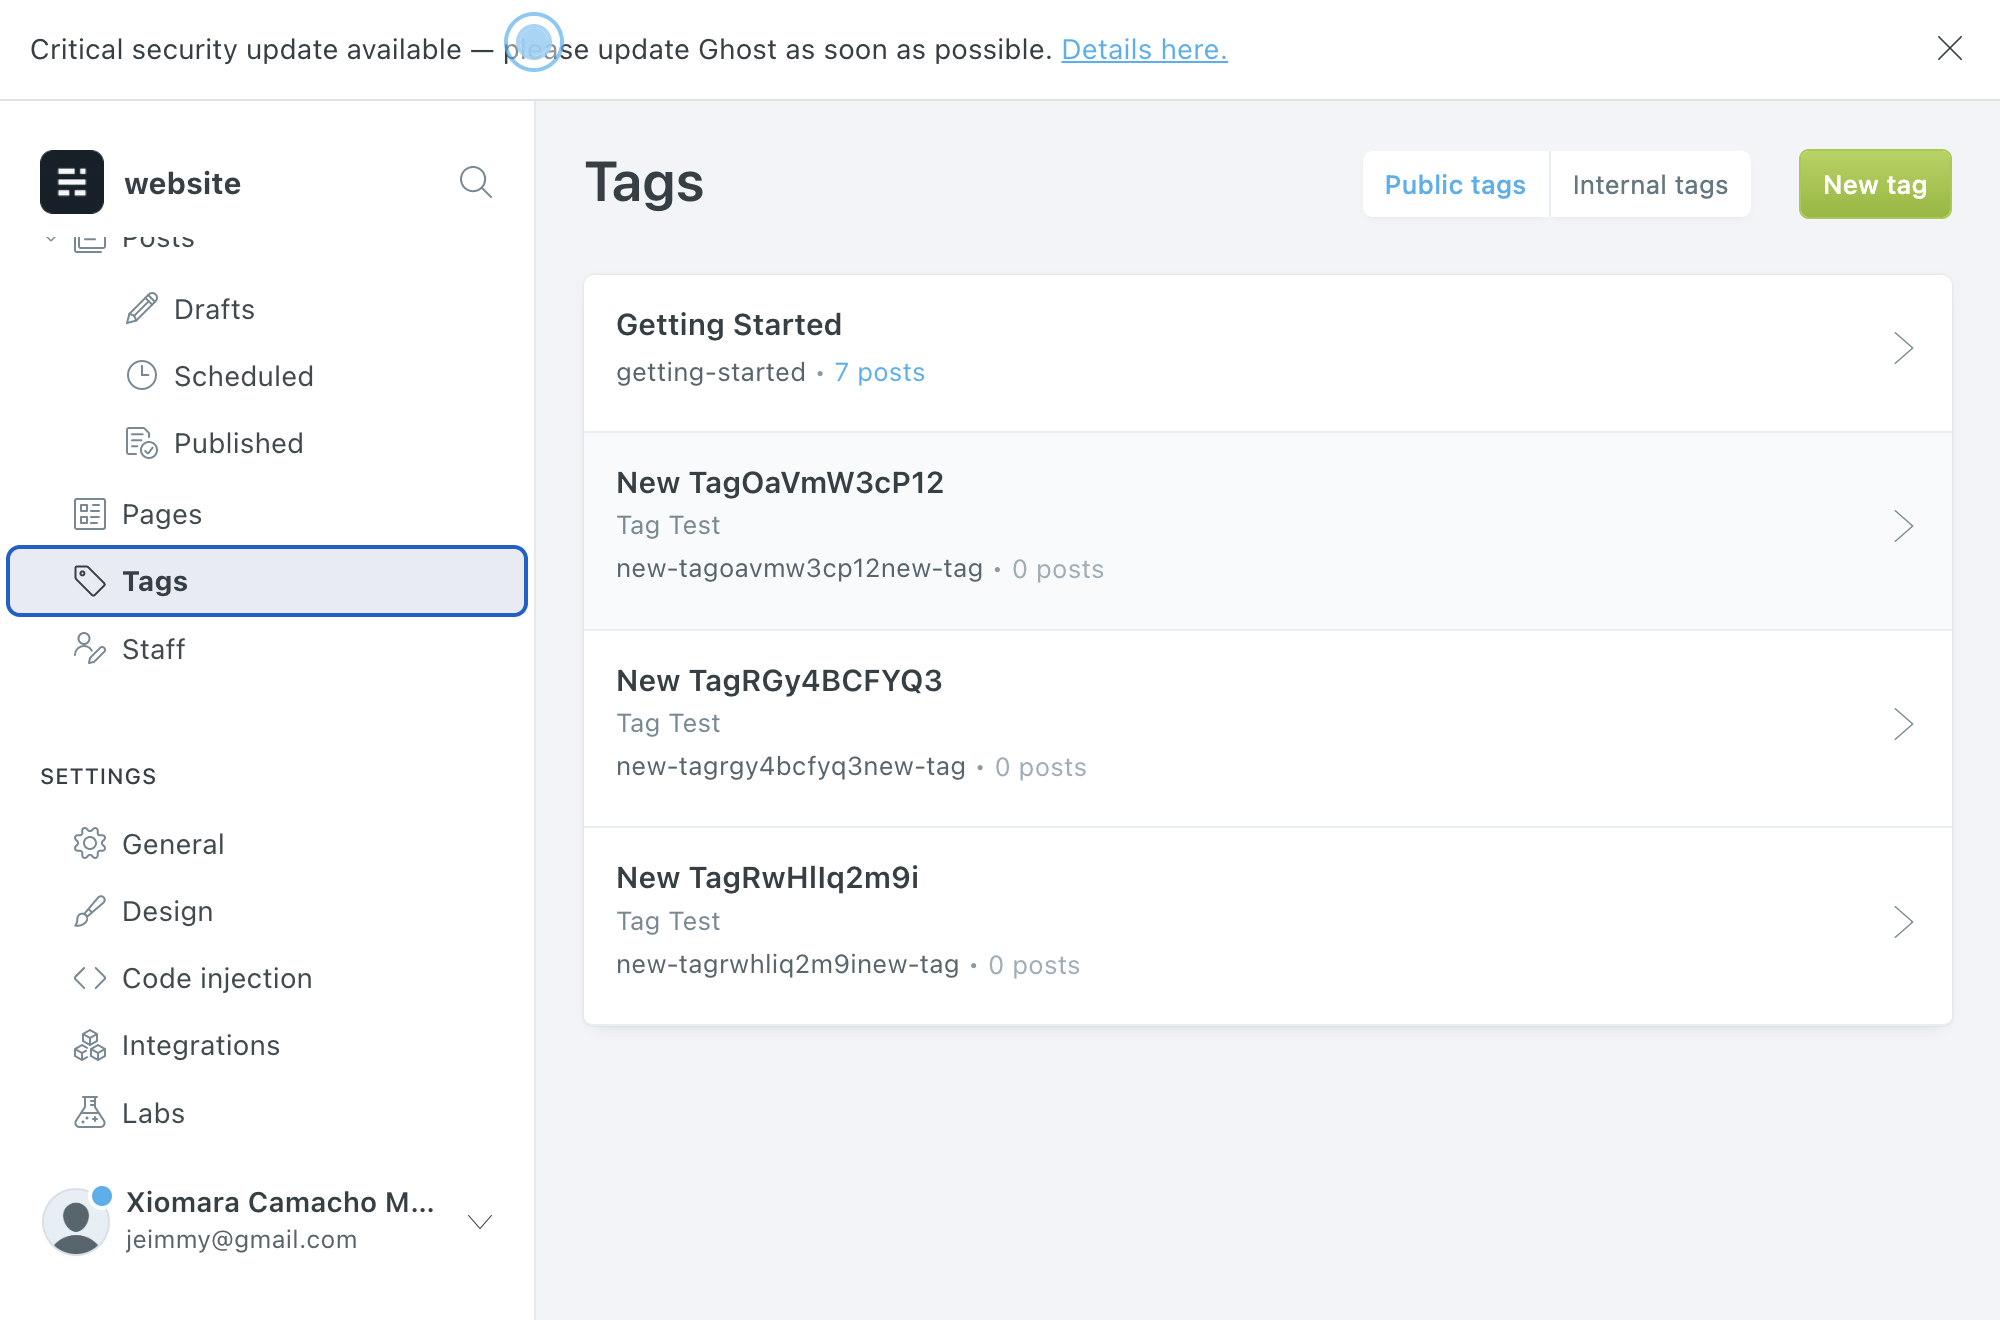 Critical security update available — please update Ghost as soon as possible. Details here.
website
Posts
Drafts
Scheduled
Published
Pages
Tags
Staff
SETTINGS
General
Design
Code injection
Integrations
Labs
Xiomara Camacho M...
jeimmy@gmail.com
Tags
Public tags
Internal tags
New tag
Getting Started
getting-started • 7 posts
New TagOaVmW3cP12
Tag Test
new-tagoavmw3cp12new-tag • 0 posts
New TagRGy4BCFYQ3
Tag Test
new-tagrgy4bcfyq3new-tag • 0 posts
New TagRwHlIq2m9i
Tag Test
new-tagrwhliq2m9inew-tag • 0 posts